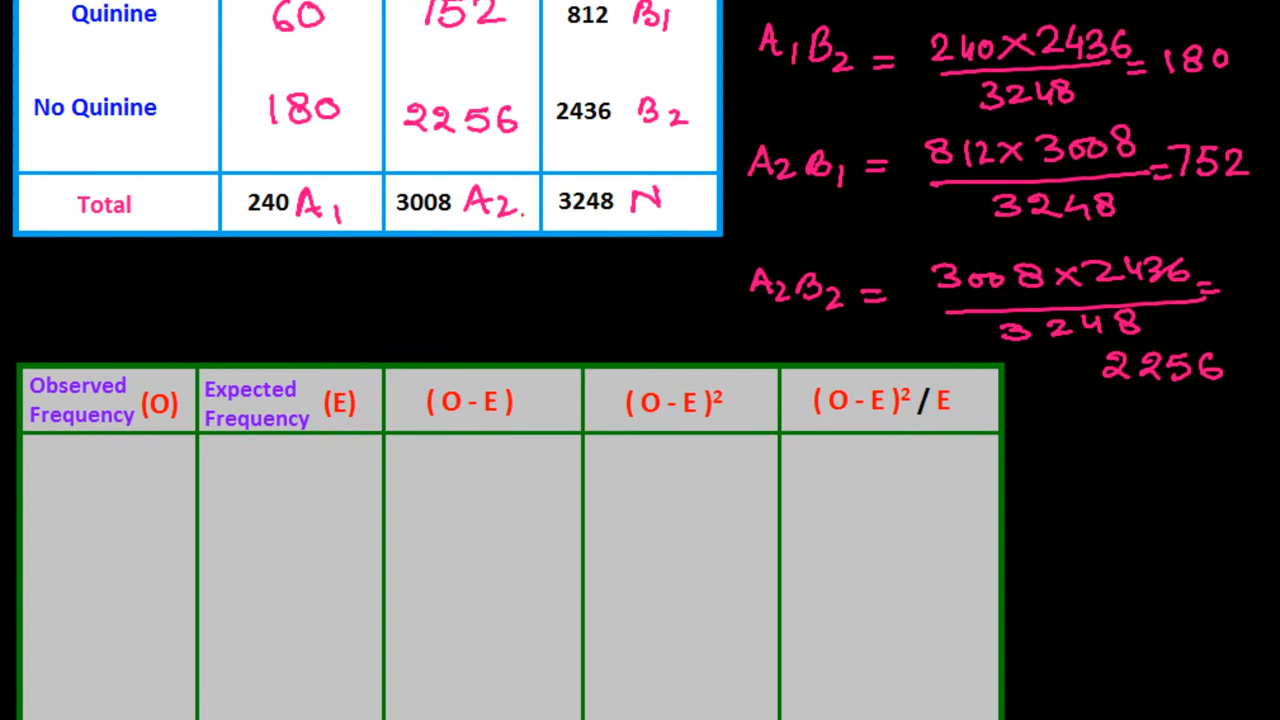 Quinine 60 752 812 B1
No Quinine 180 2256 2436 B2
Total 240 A1 3008 A2. 3248 N
A1B2 = 240×2436 / 3248 = 180
A2B1 = 812×3008 / 3248 = 752
A2B2 = 3008×2436 / 3248 =
2256
Observed Frequency (O) Expected Frequency (E) ( O - E ) ( O - E )² ( O - E )² / E